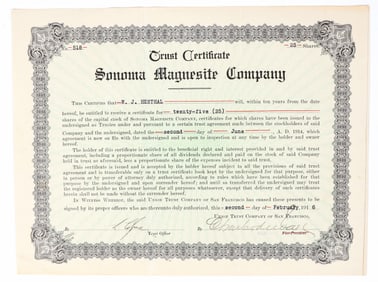 No. 518 25 Shares
Trust Certificate
Sonoma Magnesite Company
This Certifies that W. J. HESTHAL will, within ten years from the date
hereof, be entitled to receive a certificate for twenty-five (25)
shares of the capital stock of Sonoma Magnesite Company, certificates for which shares have been issued to the
undersigned as Trustee under and pursuant to a certain trust agreement made between the stockholders of said
Company and the undersigned, dated the second day of June, A. D. 1914, which
agreement is now on file with the undersigned and is open to inspection at any time by the owner and owner
hereof.
The holder of this certificate is entitled to the beneficial right and interest provided in and by said trust
agreement, including a proportionate share of all dividends declared and paid on the stock of said Company
held in trust as aforesaid, less a proportionate share of the expenses incident to said trust.
This certificate is issued and is accepted by the holder hereof subject to all the provisions of said trust
agreement and is transferable only on a trust certificate book kept by the undersigned for that purpose, either
in person or by power of attorney duly authorized, according to rules which have been established for that
purpose by the undersigned and upon surrender hereof; and until so transferred the undersigned may treat
the registered holder as the owner hereof for all purposes whatsoever, except that delivery of such certificates
herein shall not be made without the surrender hereof.
In Witness Whereof, the said Union Trust Company of San Francisco has caused these presents to be
signed by its proper officers who are thereunto duly authorized, this second day of February, 1916
Union Trust Company of San Francisco,
By By
Vice-President